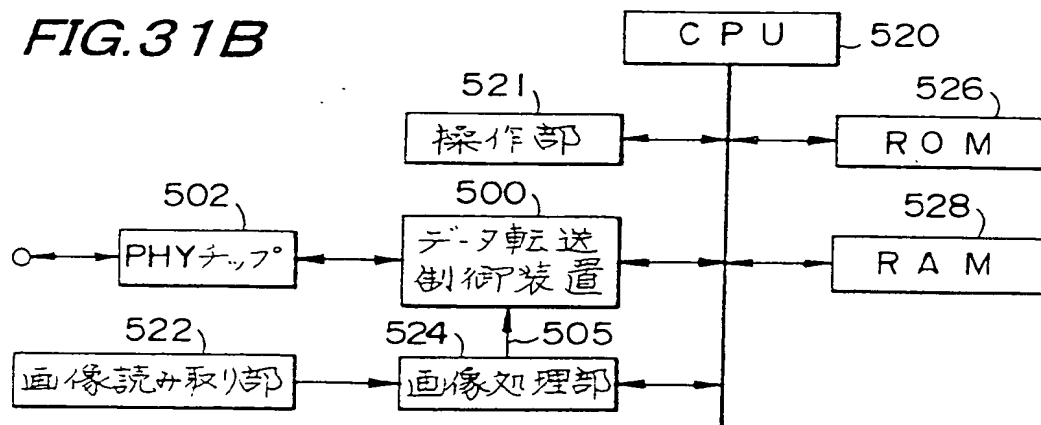 FIG.31B
CPU
520
521
操作部
526
ROM
502
PHYチップ
500
データ転送
制御装置
528
RAM
522
画像読み取り部
524
画像処理部
505